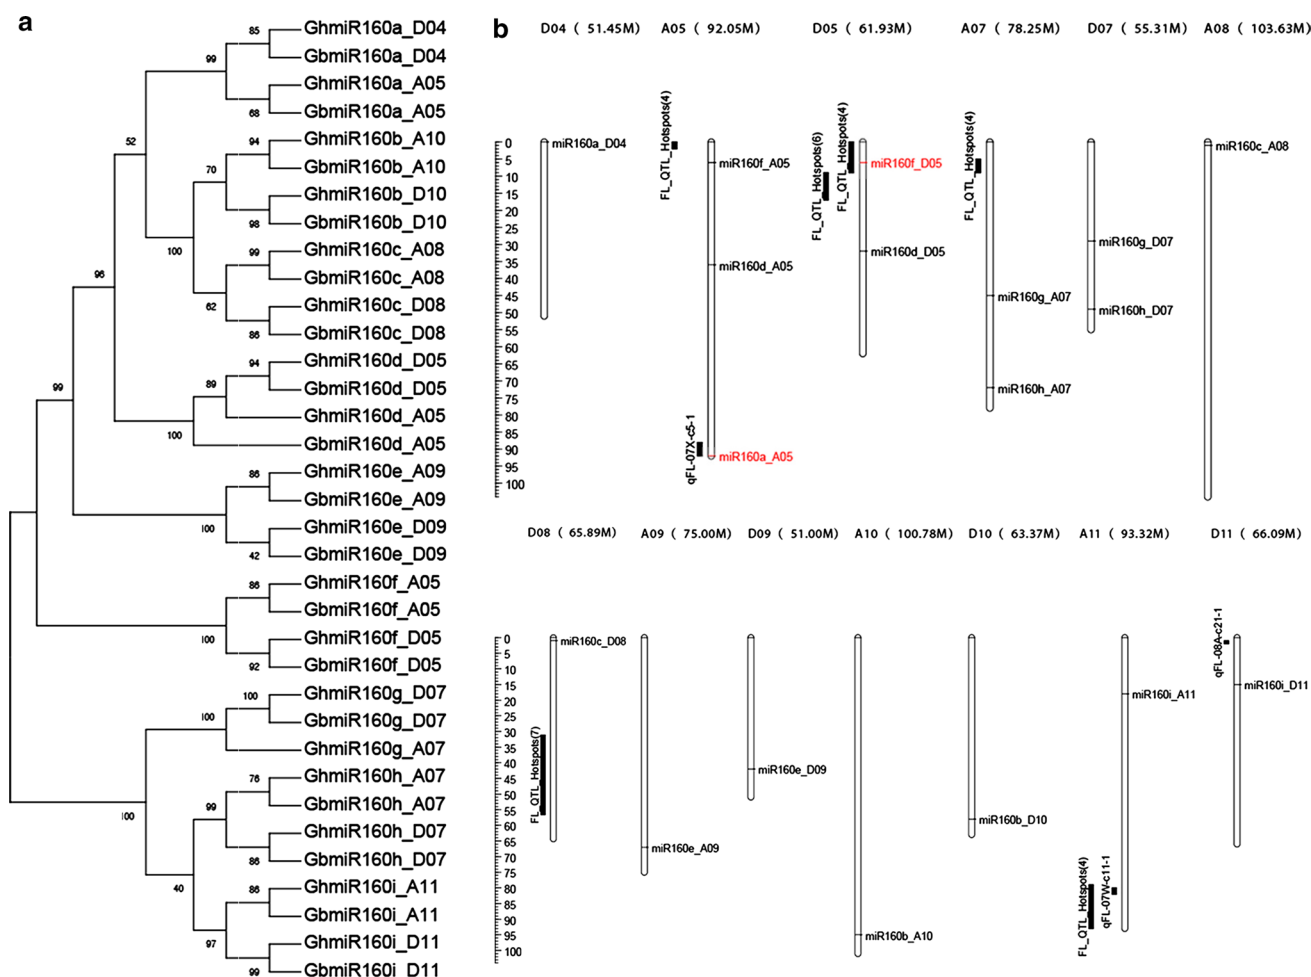 a
85
GhmiR160a_D04
GbmiR160a_D04
99
GhmiR160a_A05
GbmiR160a_A05
68
52
94
GhmiR160b_A10
GbmiR160b_A10
70
GhmiR160b_D10
GbmiR160b_D10
98
100
99
GhmiR160c_A08
GbmiR160c_A08
62
GhmiR160c_D08
GbmiR160c_D08
86
96
94
GhmiR160d_D05
GbmiR160d_D05
89
GhmiR160d_A05
GbmiR160d_A05
100
99
86
GhmiR160e_A09
GbmiR160e_A09
100
GhmiR160e_D09
GbmiR160e_D09
42
86
GhmiR160f_A05
GbmiR160f_A05
100
GhmiR160f_D05
GbmiR160f_D05
92
100
GhmiR160g_D07
GbmiR160g_D07
100
GhmiR160g_A07
100
76
GhmiR160h_A07
GbmiR160h_A07
99
GhmiR160h_D07
GbmiR160h_D07
86
40
86
GhmiR160i_A11
GbmiR160i_A11
97
GhmiR160i_D11
GbmiR160i_D11
99
b
D04 ( 51.45M)
A05 ( 92.05M)
D05 ( 61.93M)
A07 ( 78.25M)
D07 ( 55.31M)
A08 ( 103.63M)
0
5
10
15
20
25
30
35
40
45
50
55
60
65
70
75
80
85
90
95
100
miR160a_D04
FL_QTL_Hotspots(4)
miR160f_A05
miR160d_A05
qFL-07X-c5-1
miR160a_A05
FL_QTL_Hotspots(6)
FL_QTL_Hotspots(4)
miR160f_D05
miR160d_D05
FL_QTL_Hotspots(4)
miR160g_A07
miR160h_A07
miR160g_D07
miR160h_D07
miR160c_A08
D08 ( 65.89M)
A09 ( 75.00M)
D09 ( 51.00M)
A10 ( 100.78M)
D10 ( 63.37M)
A11 ( 93.32M)
D11 ( 66.09M)
0
5
10
15
20
25
30
35
40
45
50
55
60
65
70
75
80
85
90
95
100
miR160c_D08
FL_QTL_Hotspots(7)
miR160e_A09
miR160e_D09
miR160b_A10
miR160b_D10
miR160i_A11
FL_QTL_Hotspots(4)
qFL-07W-c11-1
qFL-08A-c21-1
miR160i_D11